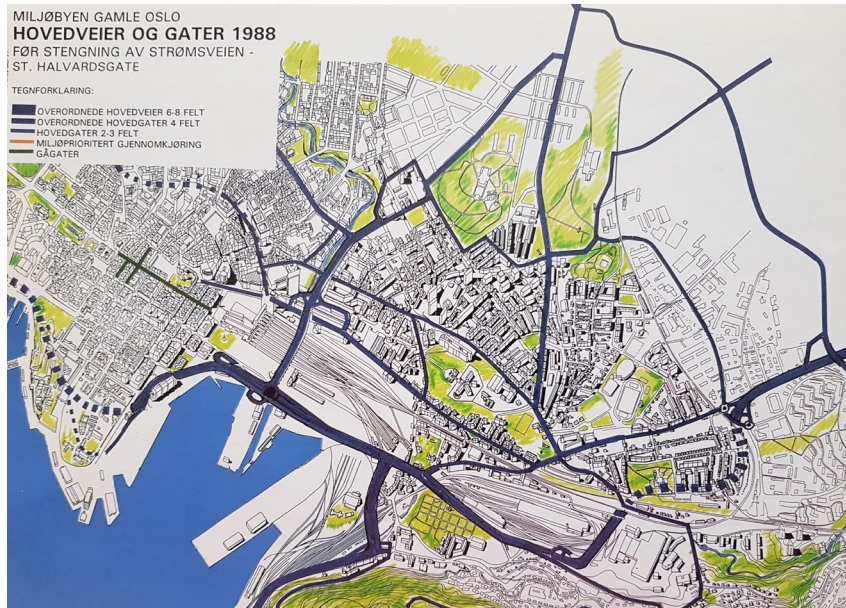 MILJØBYEN GAMLE OSLO
HOVEDVEIER OG GATER 1988
FØR STENGNING AV STRØMSVEIEN -
ST. HALVARDSGATE
TEGNFORKLARING:
OVERORDNEDE HOVEDVEIER 6-8 FELT
OVERORDNEDE HOVEDGATER 4 FELT
HOVEDGATER 2-3 FELT
MILJØPRIORITERT GJENNOMKJØRING
GÅGATER